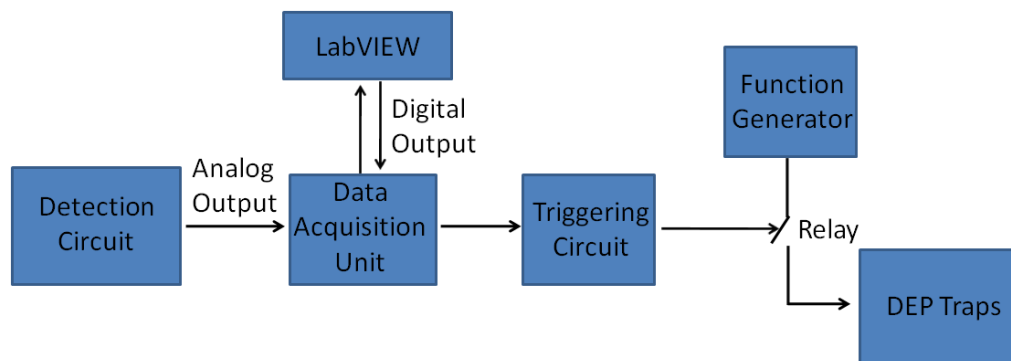 LabVIEW
Digital
Output
Function
Generator
Analog
Output
Detection
Circuit
Data
Acquisition
Unit
Triggering
Circuit
Relay
DEP Traps